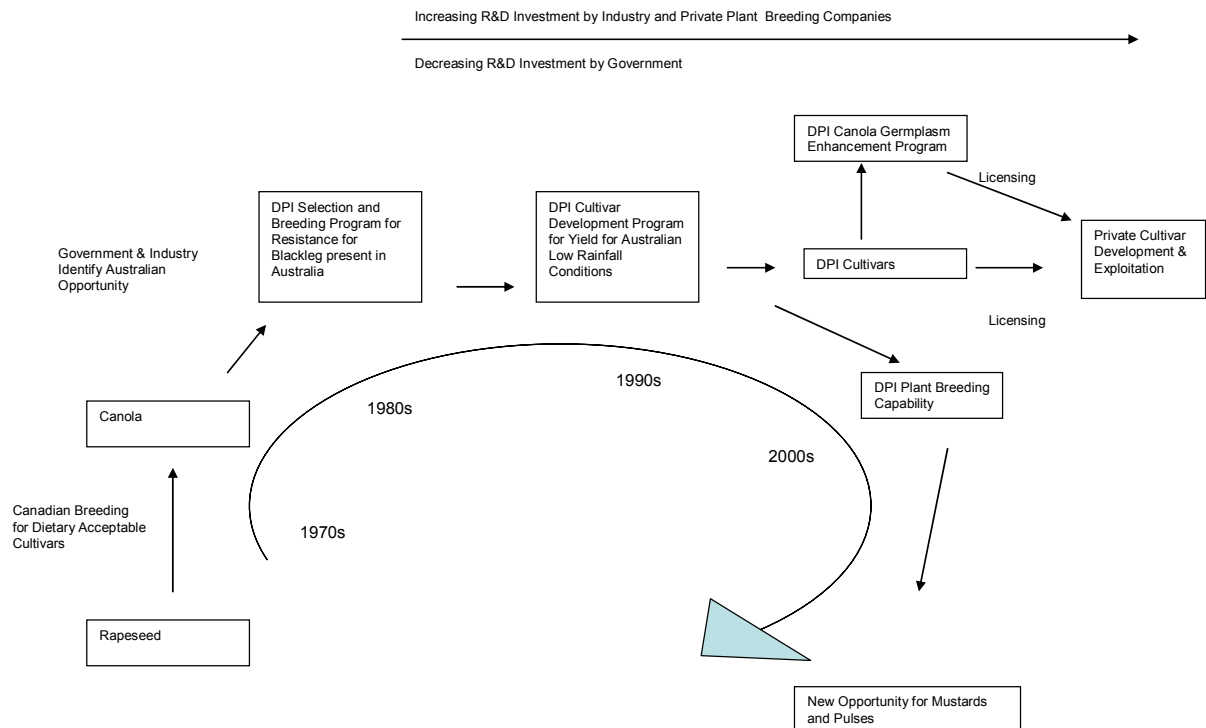 Increasing R&D Investment by Industry and Private Plant Breeding Companies
Decreasing R&D Investment by Government
DPI Canola Germplasm
Enhancement Program
Licensing
DPI Selection and
Breeding Program for
Resistance for
Blackleg present in
Australia
DPI Cultivar
Development Program
for Yield for Australian
Low Rainfall
Conditions
Private Cultivar
Development &
Exploitation
Government & Industry
Identify Australian
Opportunity
DPI Cultivars
Licensing
1990s
DPI Plant Breeding
Capability
Canola
1980s
2000s
Canadian Breeding
for Dietary Acceptable
Cultivars
1970s
Rapeseed
New Opportunity for Mustards
and Pulses